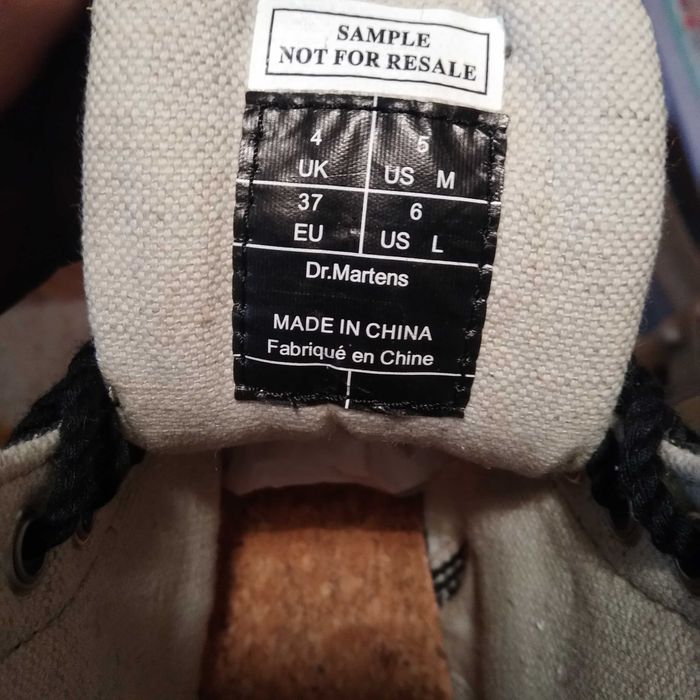 SAMPLE
NOT FOR RESALE
4 5
UK US M
37 6
EU US L
Dr.Martens
MADE IN CHINA
Fabriqué en Chine